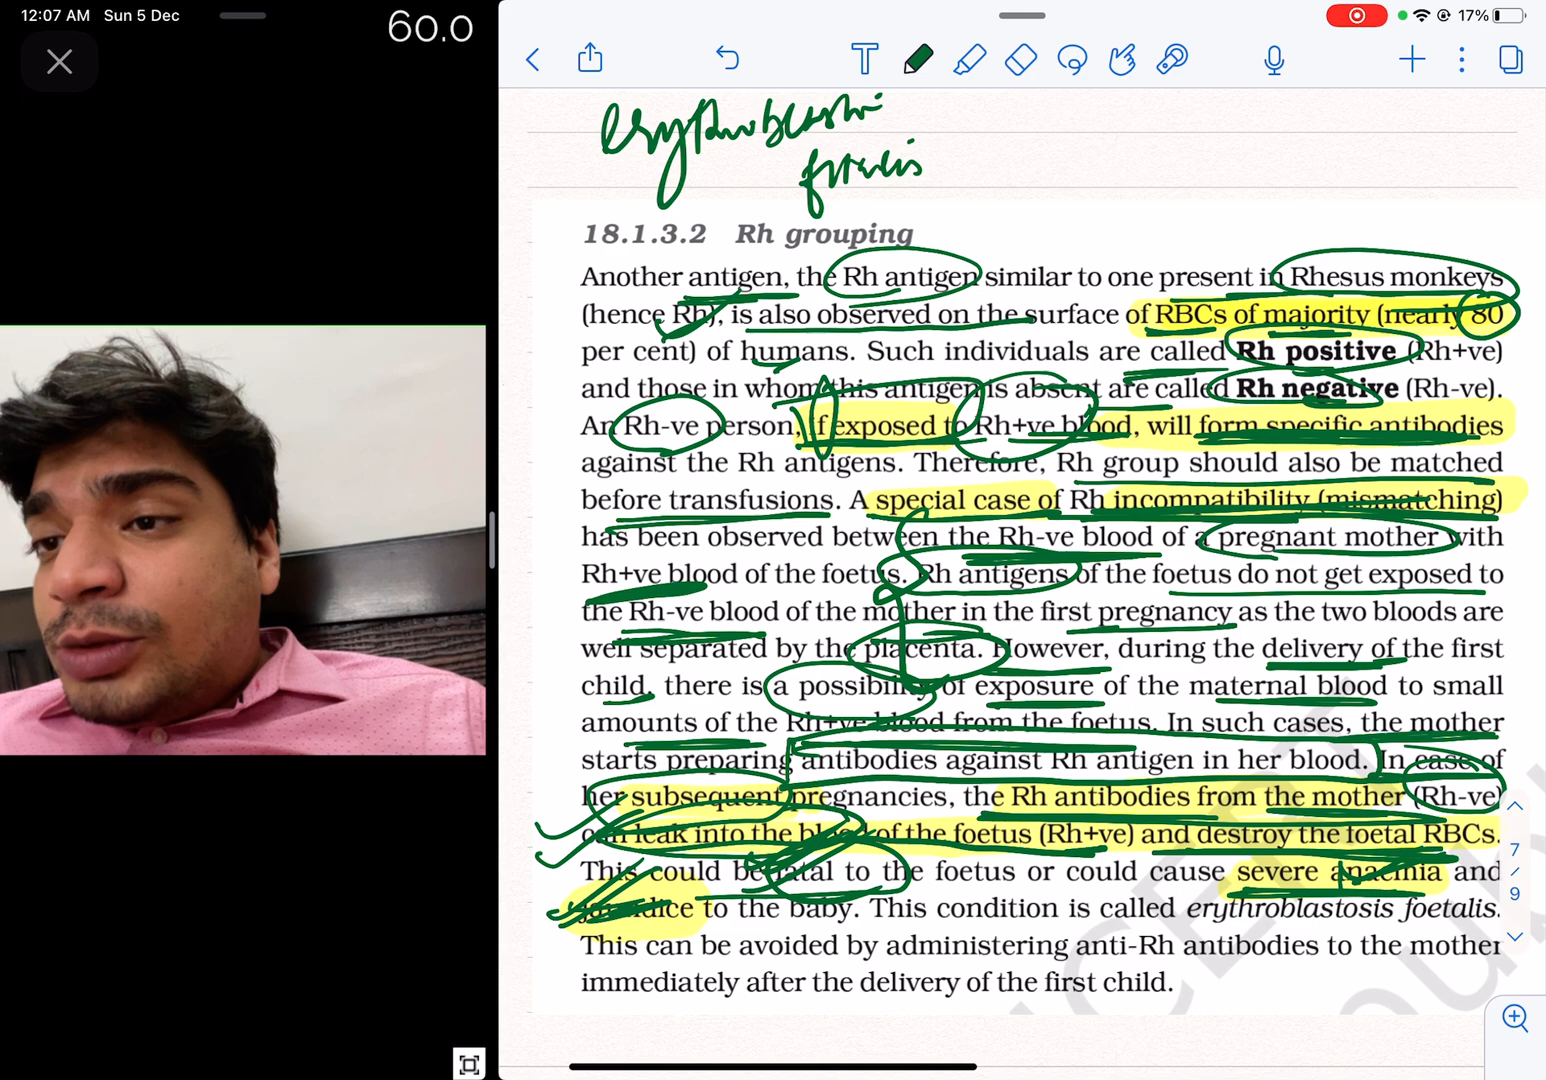 12:07 AM Sun 5 Dec
60.0
17%
18.1.3.2 Rh grouping
Another antigen, the Rh antigen similar to one present in Rhesus monkeys
(hence Rh), is also observed on the surface of RBCs of majority (nearly 80
per cent) of humans. Such individuals are called Rh positive (Rh+ve)
and those in whom this antigen is absent are called Rh negative (Rh-ve).
An Rh-ve person, if exposed to Rh+ve blood, will form specific antibodies
against the Rh antigens. Therefore, Rh group should also be matched
before transfusions. A special case of Rh incompatibility (mismatching)
has been observed between the Rh-ve blood of a pregnant mother with
Rh+ve blood of the foetus. Rh antigens of the foetus do not get exposed to
the Rh-ve blood of the mother in the first pregnancy as the two bloods are
well separated by the placenta. However, during the delivery of the first
child, there is a possibility of exposure of the maternal blood to small
amounts of the Rh+ve blood from the foetus. In such cases, the mother
starts preparing antibodies against Rh antigen in her blood. In case of
her subsequent pregnancies, the Rh antibodies from the mother (Rh-ve)
can leak into the blood of the foetus (Rh+ve) and destroy the foetal RBCs.
This could be fatal to the foetus or could cause severe anaemia and
jaundice to the baby. This condition is called erythroblastosis foetalis.
This can be avoided by administering anti-Rh antibodies to the mother
immediately after the delivery of the first child.
7
/
9